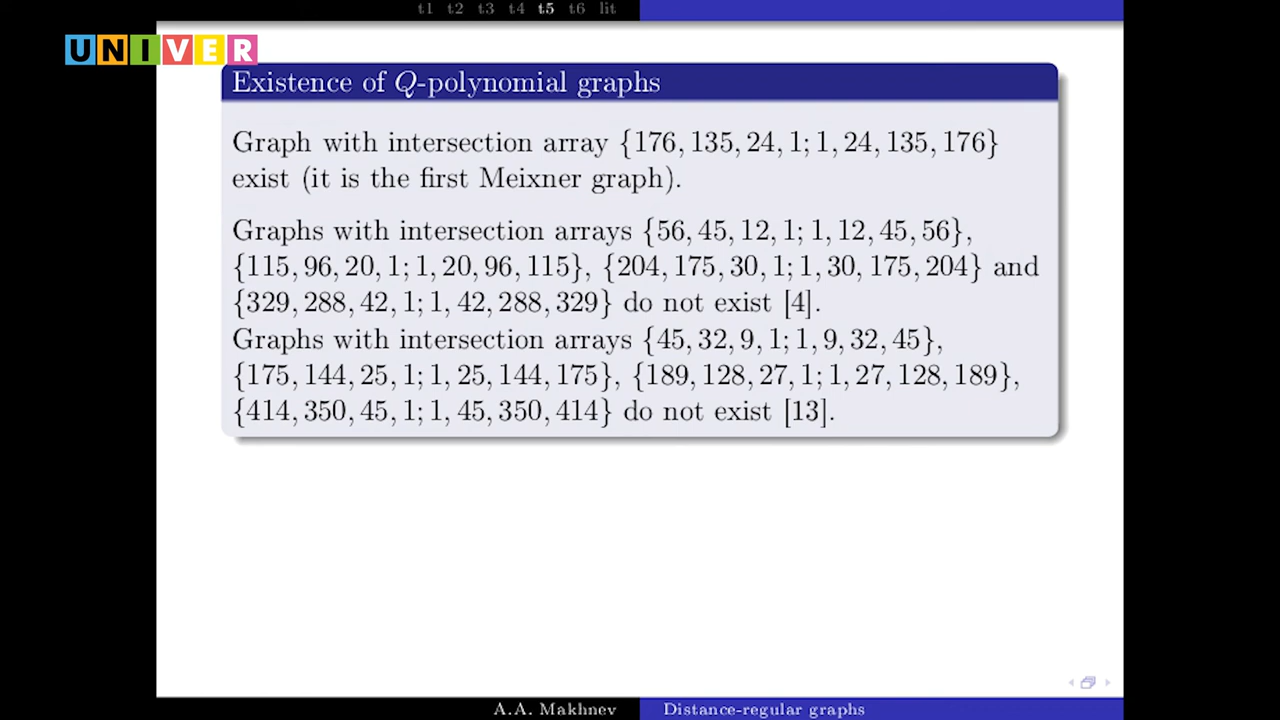 t1 t2 t3 t4 t5 t6 lit
UNIVER
Existence of Q-polynomial graphs
Graph with intersection array {176, 135, 24, 1; 1, 24, 135, 176}
exist (it is the first Meixner graph).
Graphs with intersection arrays {56, 45, 12, 1; 1, 12, 45, 56},
{115, 96, 20, 1; 1, 20, 96, 115}, {204, 175, 30, 1; 1, 30, 175, 204} and
{329, 288, 42, 1; 1, 42, 288, 329} do not exist [4].
Graphs with intersection arrays {45, 32, 9, 1; 1, 9, 32, 45},
{175, 144, 25, 1; 1, 25, 144, 175}, {189, 128, 27, 1; 1, 27, 128, 189},
{414, 350, 45, 1; 1, 45, 350, 414} do not exist [13].
A.A. Makhnev Distance-regular graphs